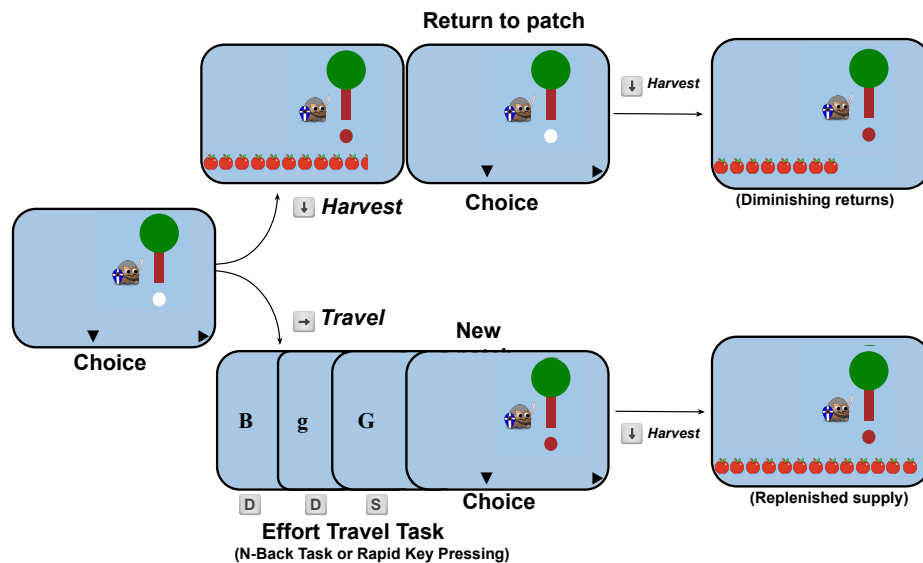 Return to patch
↓ Harvest
Choice
(Diminishing returns)
↓ Harvest
Choice
→ Travel
New
B g G
Choice
↓ Harvest
(Replenished supply)
D D S
Effort Travel Task
(N-Back Task or Rapid Key Pressing)